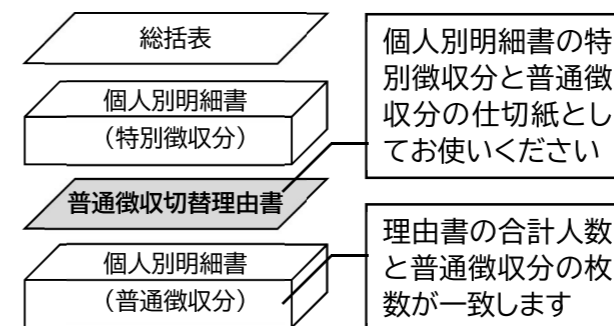 総括表
個人別明細書
（特別徴収分）
普通徴収切替理由書
個人別明細書
（普通徴収分）
個人別明細書の特
別徴収分と普通徴
収分の仕切紙とし
てお使いください
理由書の合計人数
と普通徴収分の枚
数が一致します